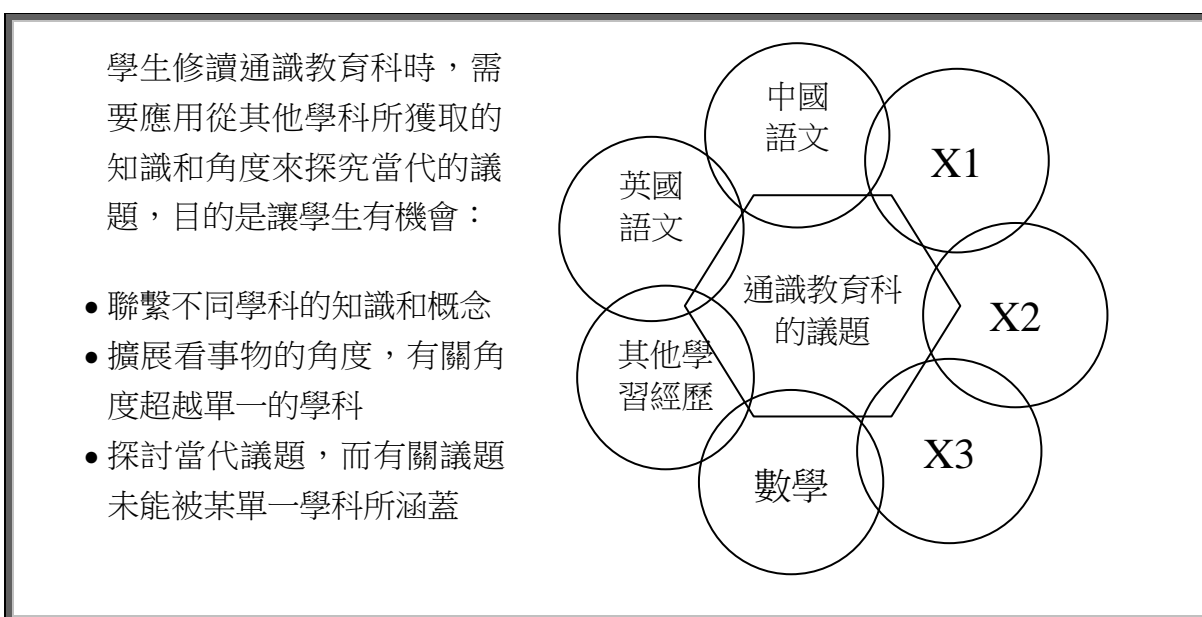 學生修讀通識教育科時，需
要應用從其他學科所獲取的
知識和角度來探究當代的議
題，目的是讓學生有機會：
• 聯繫不同學科的知識和概念
• 擴展看事物的角度，有關角
度超越單一的學科
• 探討當代議題，而有關議題
未能被某單一學科所涵蓋
中國
語文
X1
英國
語文
通識教育科
的議題
X2
其他學
習經歷
X3
數學